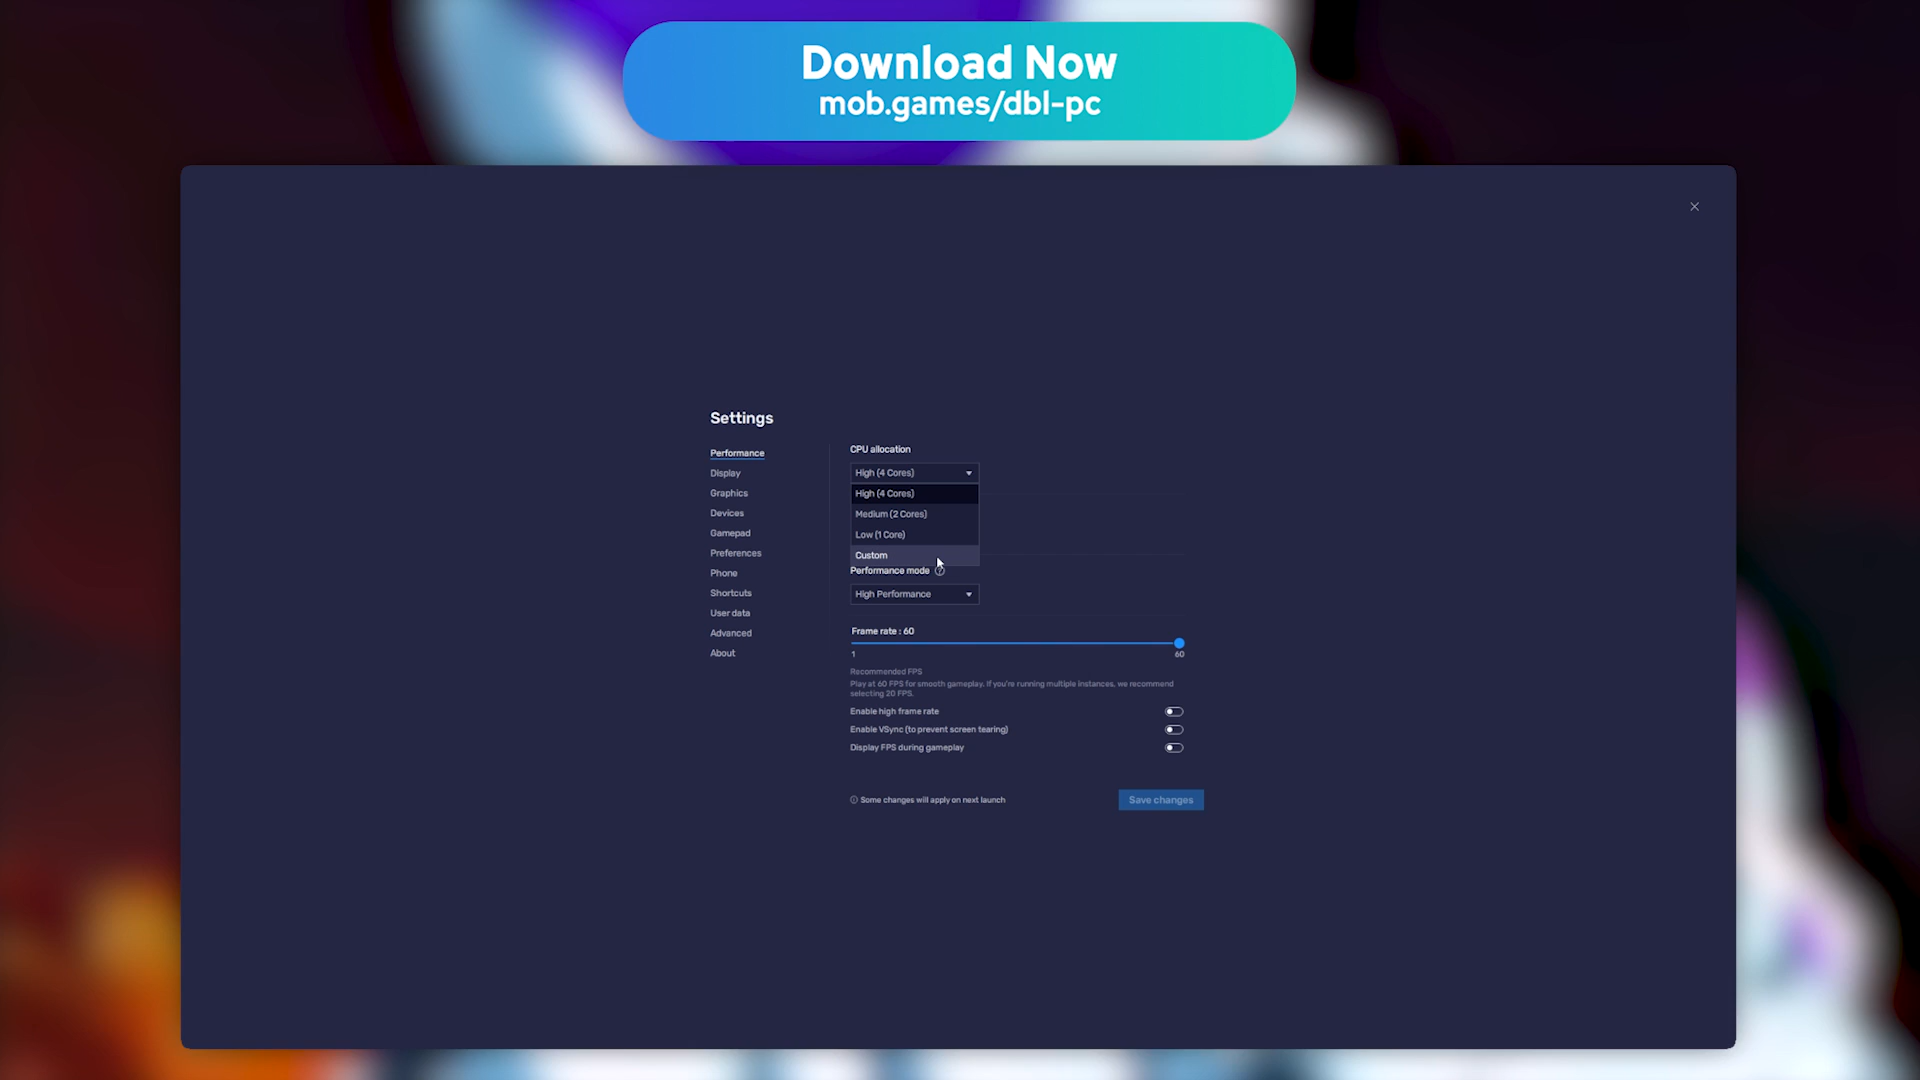 Download Now
mob.games/dbl-pc
Settings
Performance
Display
Graphics
Devices
Gamepad
Preferences
Phone
Shortcuts
User data
Advanced
About
CPU allocation
High (4 Cores)
High (4 Cores)
Medium (2 Cores)
Low (1 Core)
Custom
Performance mode ?
High Performance
Frame rate : 60
1 60
Recommended FPS
Play at 60 FPS for smooth gameplay. If you're running multiple instances, we recommend
selecting 20 FPS.
Enable high frame rate
Enable VSync (to prevent screen tearing)
Display FPS during gameplay
Some changes will apply on next launch
Save changes